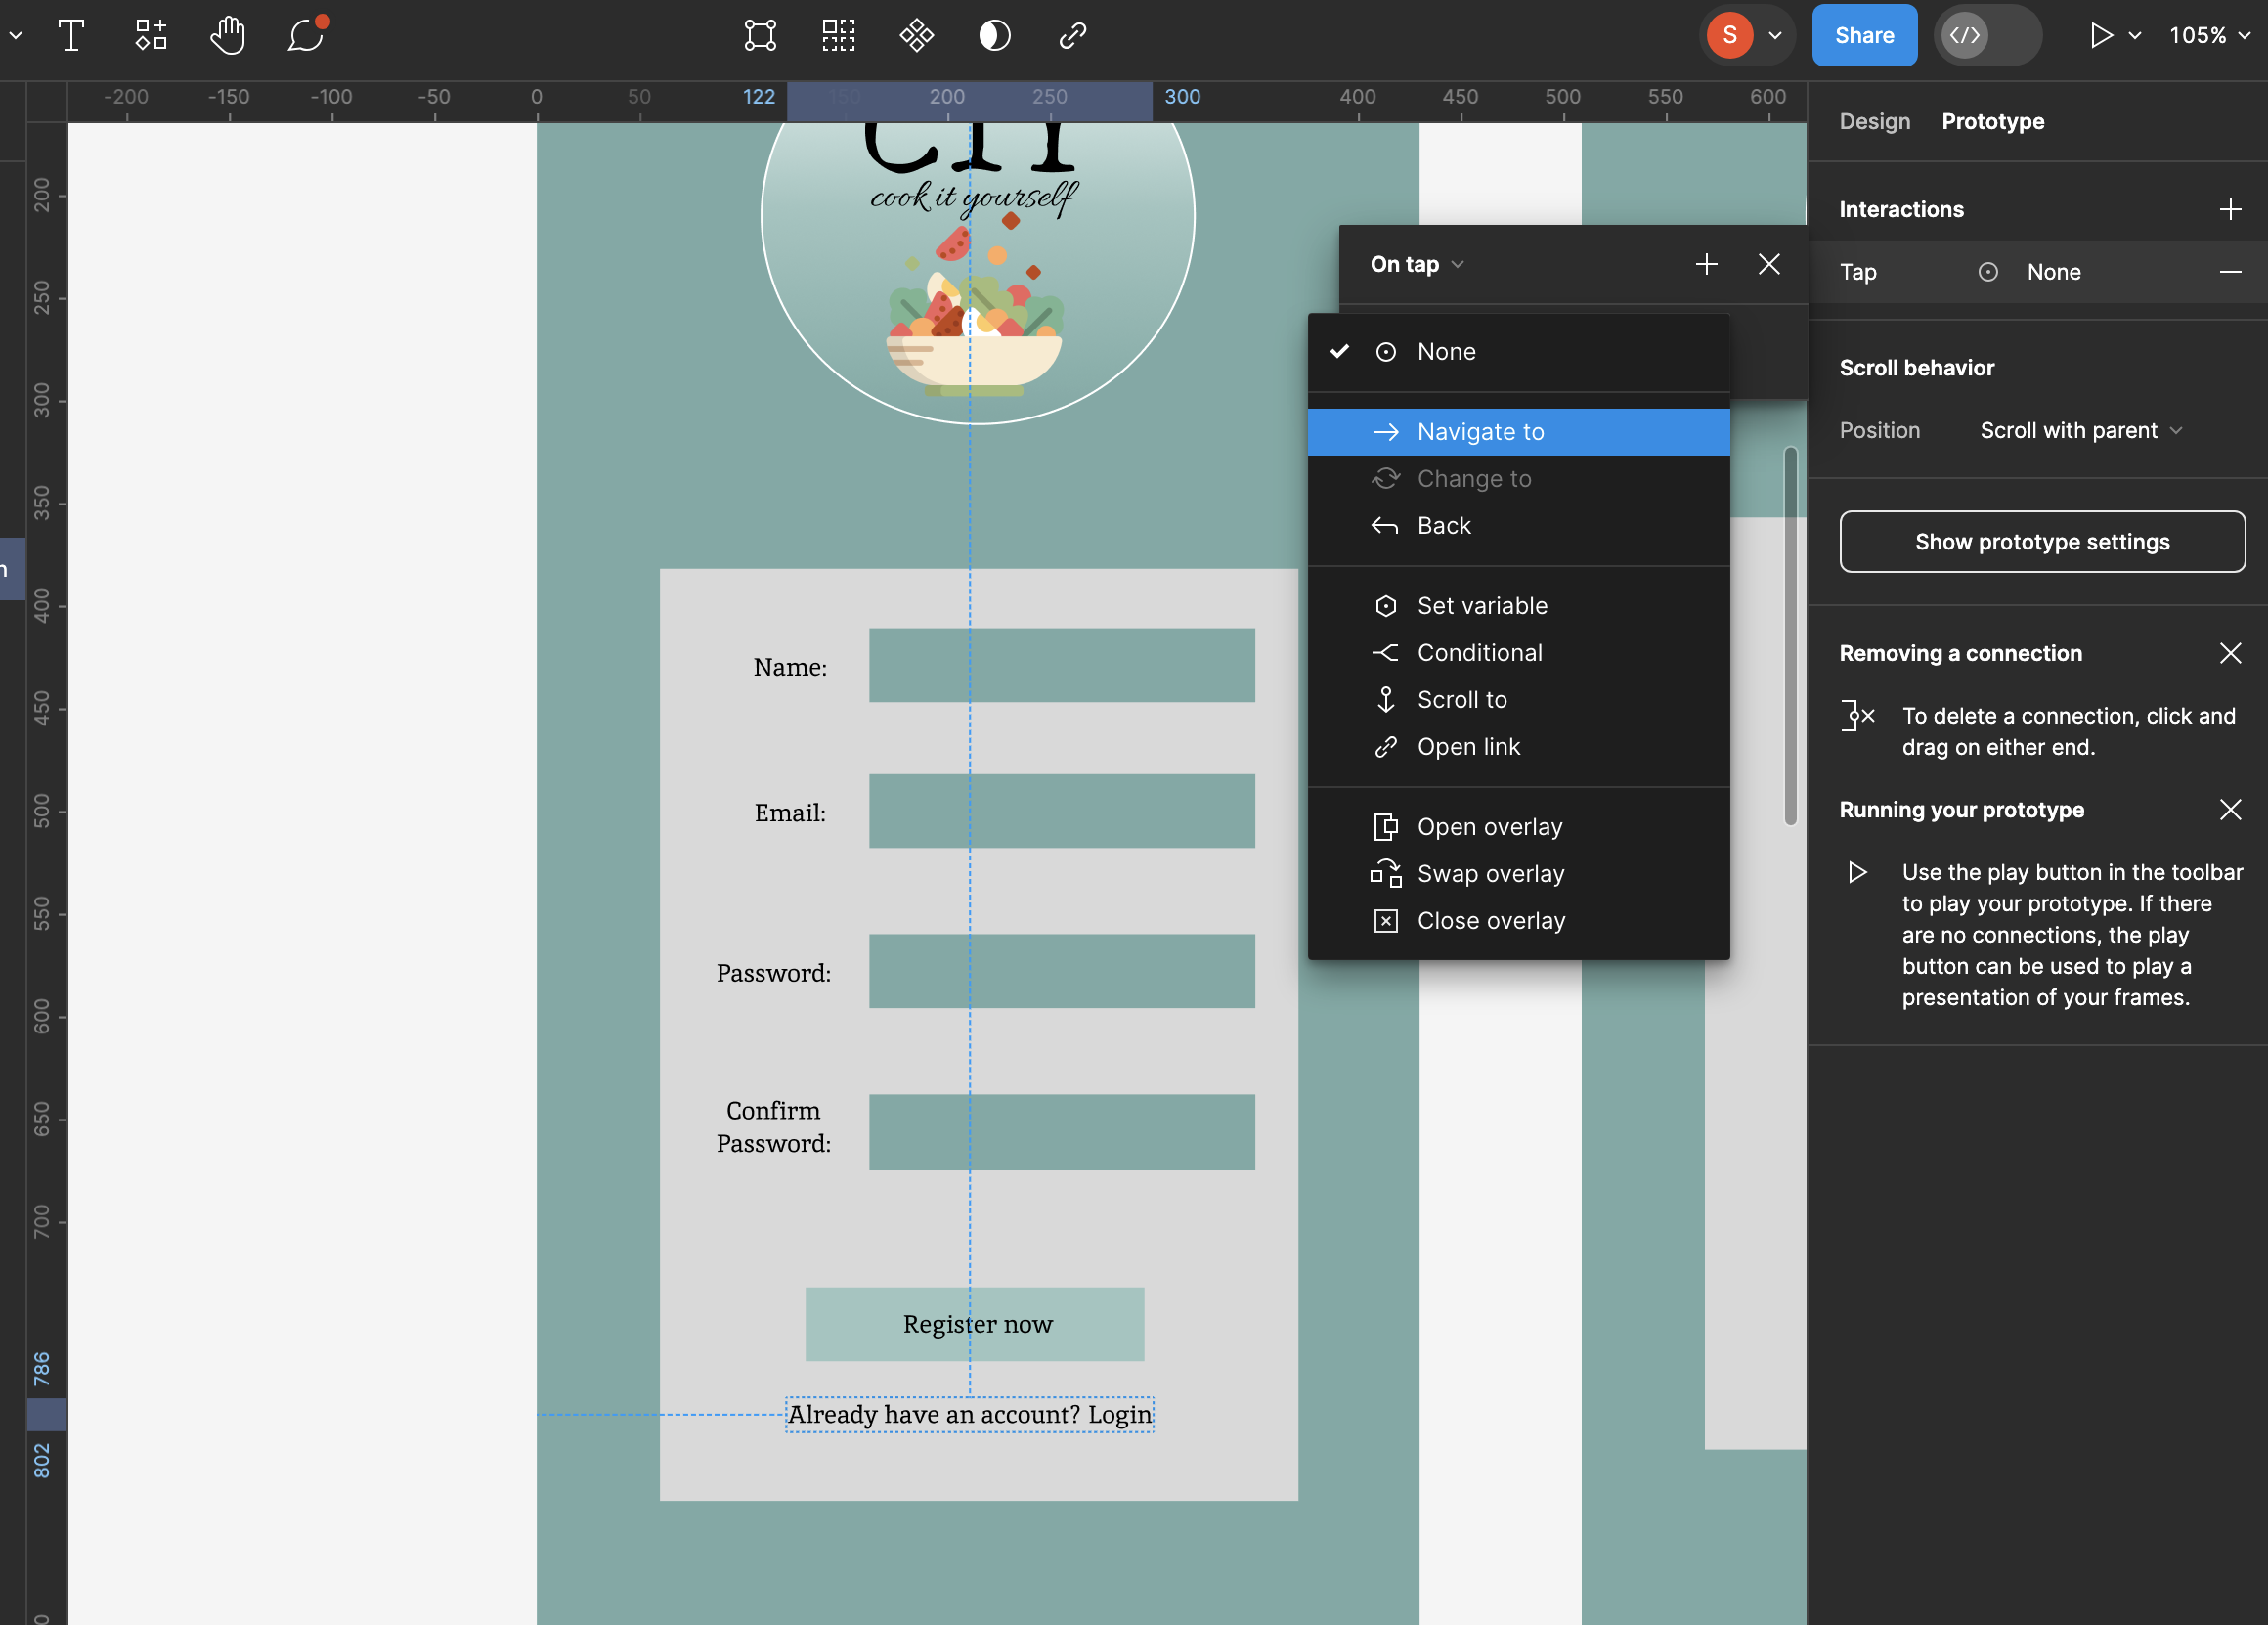 S
Share
105%
-200
-150
-100
-50
0
50
122
150
200
250
300
400
450
500
550
600
Design
Prototype
200
250
300
350
400
450
500
550
600
650
700
786
802
cook it yourself
Name:
Email:
Password:
Confirm
Password:
Register now
Already have an account? Login
On tap
None
Navigate to
Change to
Back
Set variable
Conditional
Scroll to
Open link
Open overlay
Swap overlay
Close overlay
Interactions
Tap
None
Scroll behavior
Position
Scroll with parent
Show prototype settings
Removing a connection
To delete a connection, click and
drag on either end.
Running your prototype
Use the play button in the toolbar
to play your prototype. If there
are no connections, the play
button can be used to play a
presentation of your frames.